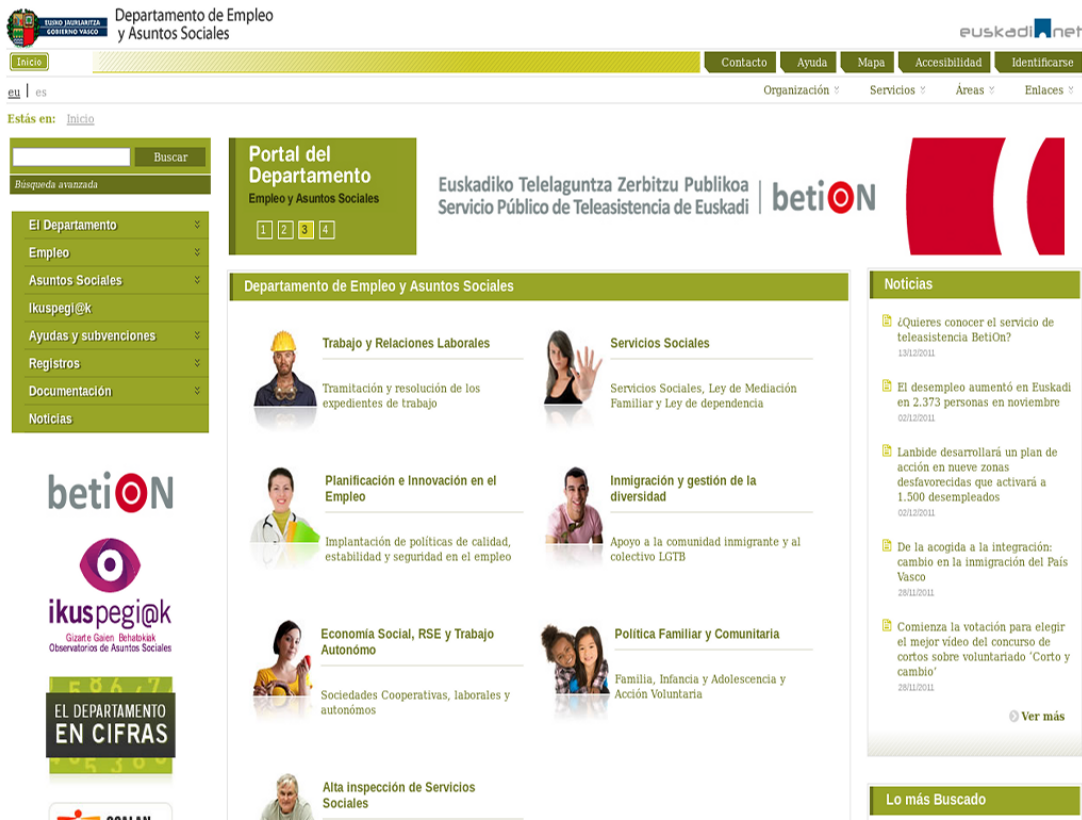 EUSKO JAURLARITZA
GOBIERNO VASCO
Departamento de Empleo
y Asuntos Sociales
euskadi net
Inicio
Contacto
Ayuda
Mapa
Accesibilidad
Identificarse
eu | es
Organización
Servicios
Áreas
Enlaces
Estás en: Inicio
Buscar
Búsqueda avanzada
El Departamento
Empleo
Asuntos Sociales
Ikuspegi@k
Ayudas y subvenciones
Registros
Documentación
Noticias
betiON
ikuspegi@k
Gizarte Gaien Behatokiak
Observatorios de Asuntos Sociales
EL DEPARTAMENTO
EN CIFRAS
Portal del
Departamento
Empleo y Asuntos Sociales
1 2 3 4
Euskadiko Telelaguntza Zerbitzu Publikoa
Servicio Público de Teleasistencia de Euskadi
betiON
Departamento de Empleo y Asuntos Sociales
Trabajo y Relaciones Laborales
Tramitación y resolución de los
expedientes de trabajo
Servicios Sociales
Servicios Sociales, Ley de Mediación
Familiar y Ley de dependencia
Planificación e Innovación en el
Empleo
Implantación de políticas de calidad,
estabilidad y seguridad en el empleo
Inmigración y gestión de la
diversidad
Apoyo a la comunidad inmigrante y al
colectivo LGTB
Economía Social, RSE y Trabajo
Autonómo
Sociedades Cooperativas, laborales y
autonómos
Política Familiar y Comunitaria
Familia, Infancia y Adolescencia y
Acción Voluntaria
Alta inspección de Servicios
Sociales
Noticias
¿Quieres conocer el servicio de
teleasistencia BetiOn?
13/12/2011
El desempleo aumentó en Euskadi
en 2.373 personas en noviembre
02/12/2011
Lanbide desarrollará un plan de
acción en nueve zonas
desfavorecidas que activará a
1.500 desempleados
02/12/2011
De la acogida a la integración:
cambio en la inmigración del País
Vasco
28/11/2011
Comienza la votación para elegir
el mejor vídeo del concurso de
cortos sobre voluntariado 'Corto y
cambio'
28/11/2011
Ver más
Lo más Buscado